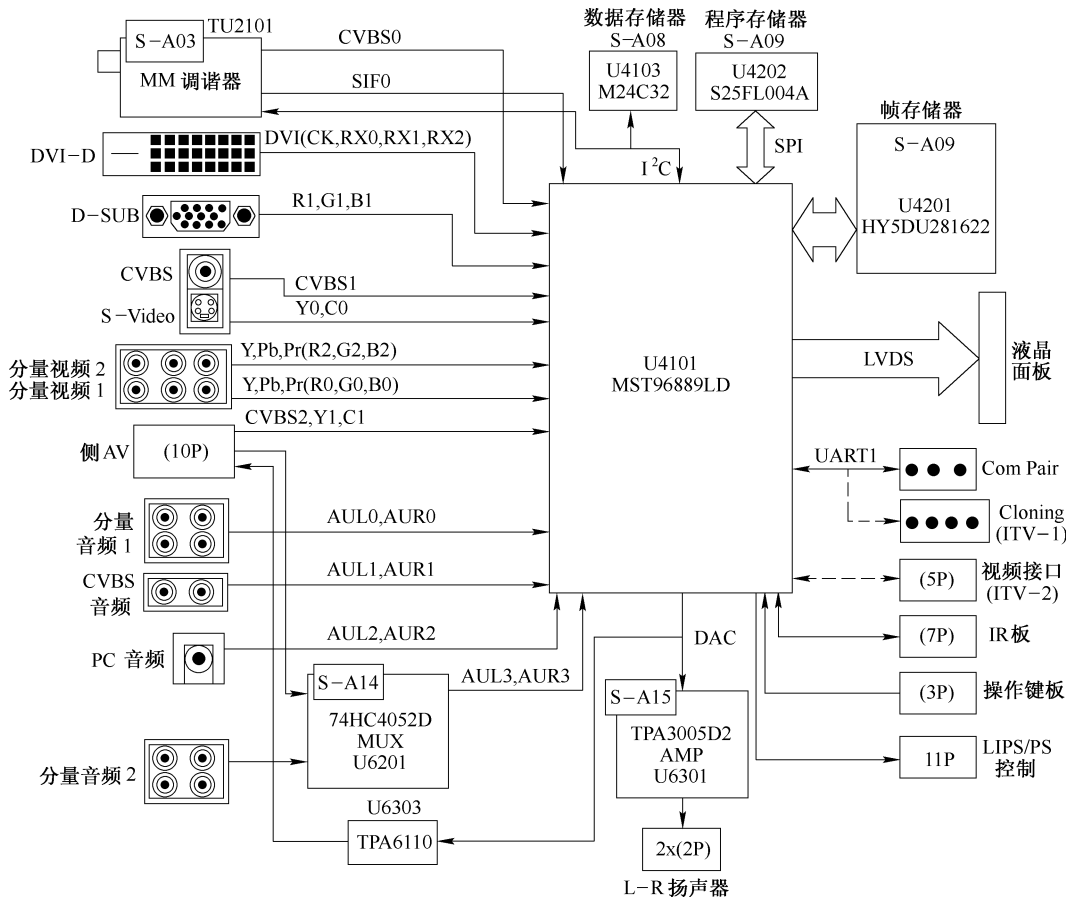 S-A03
TU2101
MM 调谐器
CVBS0
SIF0
数据存储器
S-A08
U4103
M24C32
程序存储器
S-A09
U4202
S25FL004A
帧存储器
S-A09
U4201
HY5DU281622
SPI
I²C
DVI-D
DVI(CK,RX0,RX1,RX2)
D-SUB
R1,G1,B1
CVBS
CVBS1
S-Video
Y0,C0
分量视频 2
分量视频 1
Y,Pb,Pr(R2,G2,B2)
Y,Pb,Pr(R0,G0,B0)
CVBS2,Y1,C1
侧 AV
(10P)
U4101
MST96889LD
LVDS
液晶
面板
UART1
Com Pair
Cloning
(ITV-1)
(5P)
视频接口
(ITV-2)
(7P)
IR板
(3P)
操作键板
11P
LIPS/PS
控制
分量
音频 1
AUL0,AUR0
CVBS
音频
AUL1,AUR1
PC 音频
AUL2,AUR2
S-A14
74HC4052D
MUX
U6201
AUL3,AUR3
分量音频 2
DAC
S-A15
TPA3005D2
AMP
U6301
U6303
TPA6110
2x(2P)
L-R 扬声器